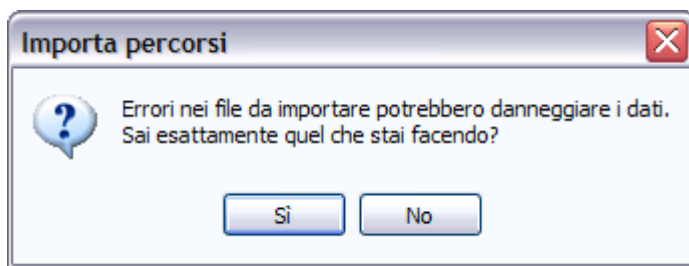 Importa percorsi
Errori nei file da importare potrebbero danneggiare i dati.
Sai esattamente quel che stai facendo?
Sì
No